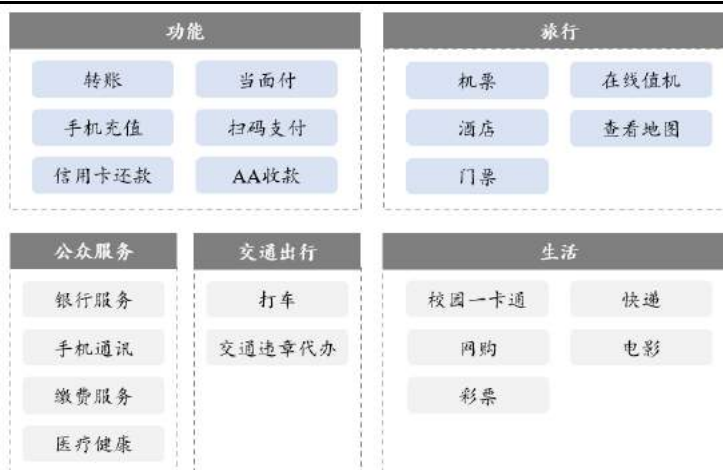 功能
转账 当面付
手机充值 扫码支付
信用卡还款 AA收款
旅行
机票 在线值机
酒店 查看地图
门票
公众服务
银行服务
手机通讯
缴费服务
医疗健康
交通出行
打车
交通违章代办
生活
校园一卡通 快递
网购 电影
彩票